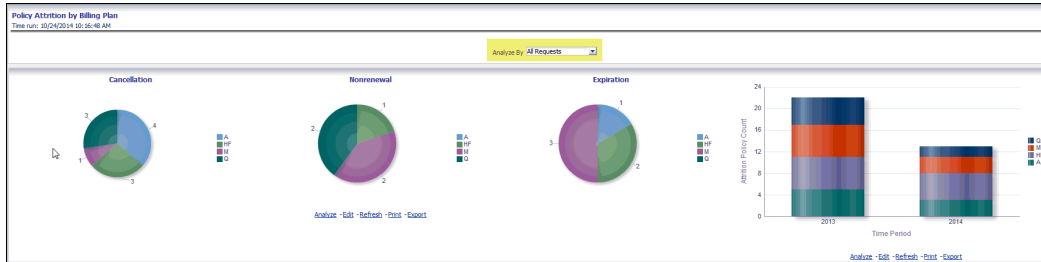 Policy Attrition by Billing Plan
Time run: 10/24/2014 10:16:48 AM
Analyze By All Requests
Cancellation
3
4
1
3
A
HF
M
Q
Nonrenewal
1
2
2
A
HF
M
Q
Analyze - Edit - Refresh - Print - Export
Expiration
1
3
2
A
HF
M
Q
Attrition Policy Count
24
20
16
12
8
4
0
2013
2014
Time Period
Q
M
H
A
Analyze - Edit - Refresh - Print - Export